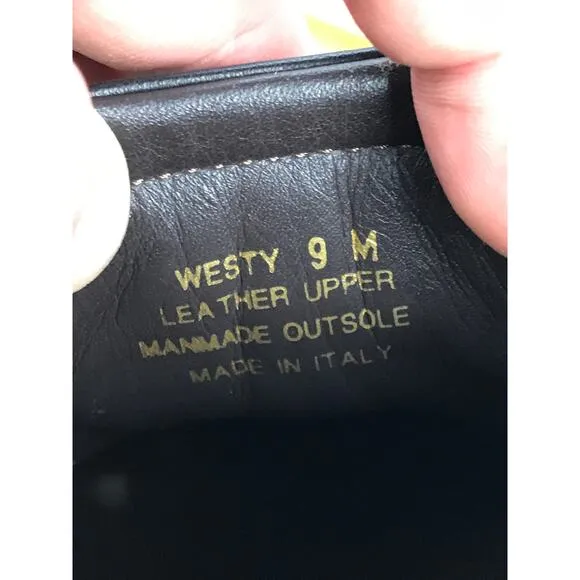 WESTY 9 M
LEATHER UPPER
MANMADE OUTSOLE
MADE IN ITALY